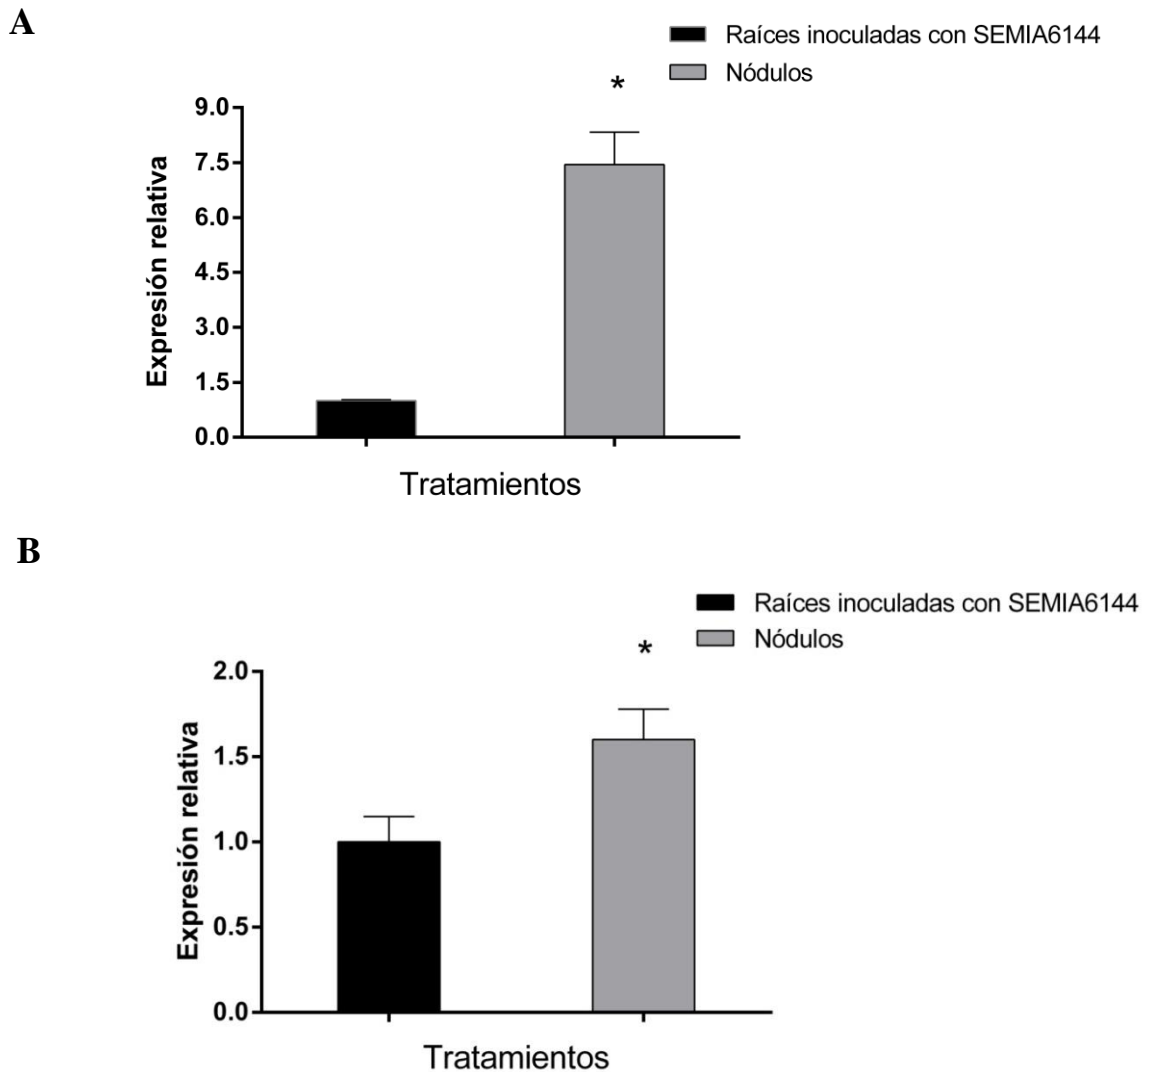 A
Raíces inoculadas con SEMIA6144
Nódulos
*
9.0
7.5
6.0
4.5
3.0
1.5
0.0
Expresión relativa
Tratamientos
B
Raíces inoculadas con SEMIA6144
Nódulos
*
2.0
1.5
1.0
0.5
0.0
Expresión relativa
Tratamientos